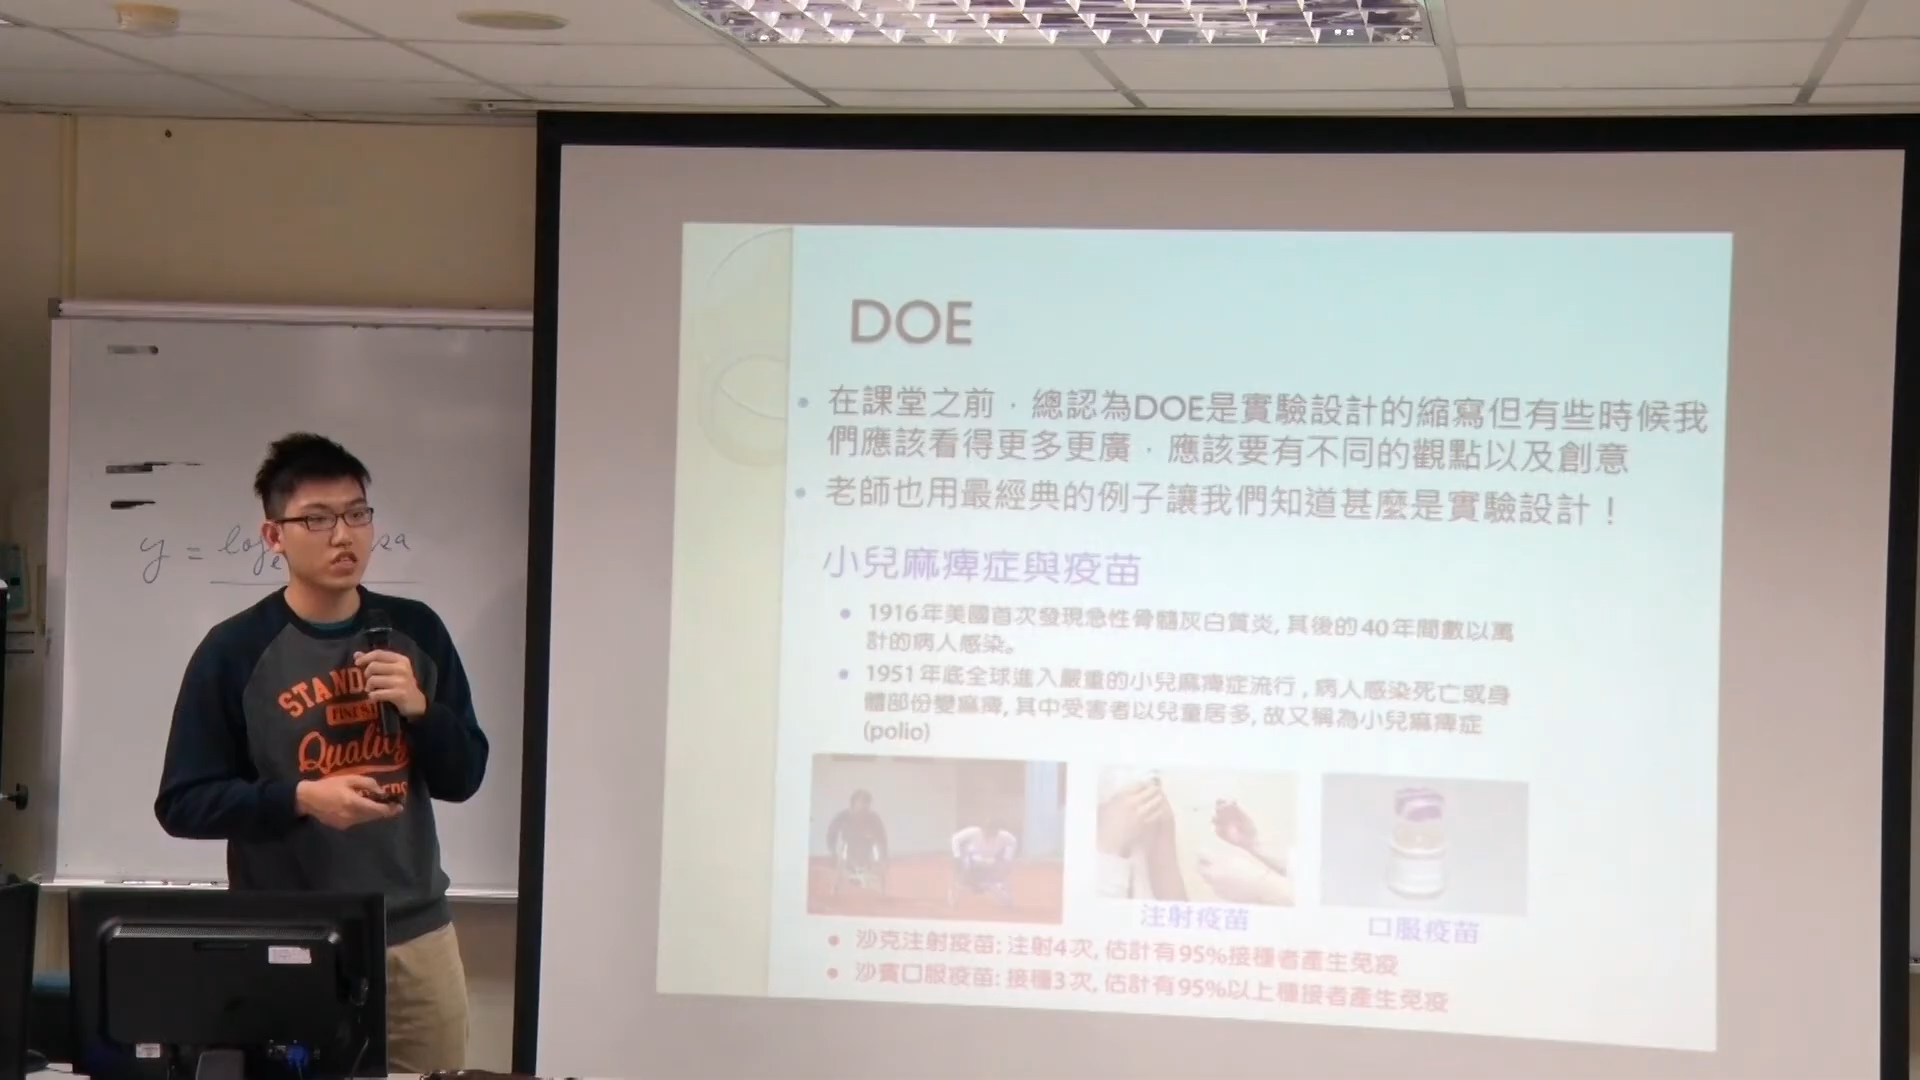 DOE
在課堂之前，總認為DOE是實驗設計的縮寫但有些時候我
們應該看得更多更廣，應該要有不同的觀點以及創意
老師也用最經典的例子讓我們知道甚麼是實驗設計！
小兒麻痺症與疫苗
1916年美國首次發現急性骨髓灰白質炎,其後的40年間數以萬
計的病人感染。
1951年底全球進入嚴重的小兒麻痺症流行,病人感染死亡或身
體部份變痲痺,其中受害者以兒童居多,故又稱為小兒麻痺症
(polio)
注射疫苗
口服疫苗
沙克注射疫苗:注射4次,估計有95%接種者產生免疫
沙賓口服疫苗:接種3次,估計有95%以上種接者產生免疫
y = log
STAND
FINEST
Quality